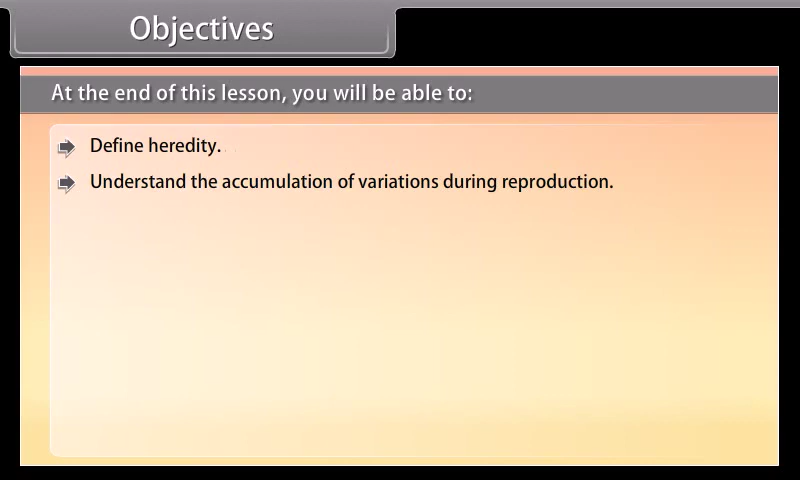 Objectives
At the end of this lesson, you will be able to:
Define heredity.
Understand the accumulation of variations during reproduction.